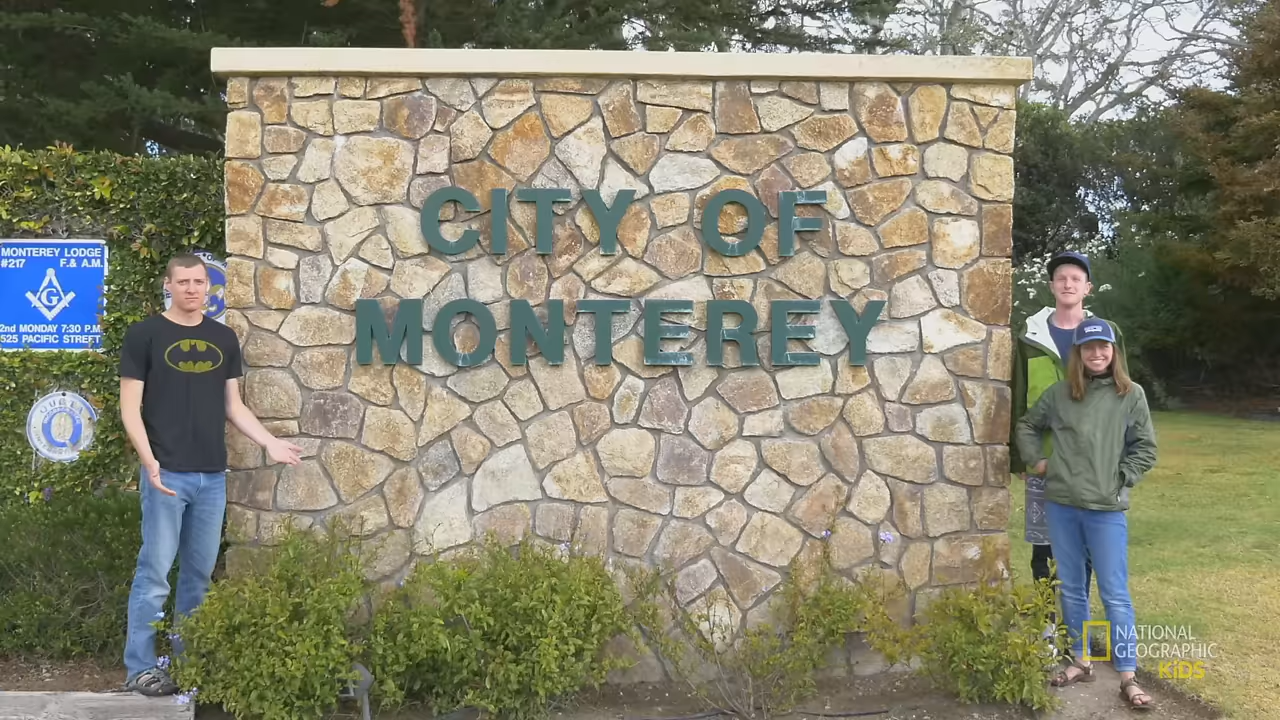 CITY OF
MONTEREY
MONTEREY LODGE
#217 F.& A.M.
G
2nd MONDAY 7:30 P.M
525 PACIFIC STREET
NATIONAL
GEOGRAPHIC
KiDS